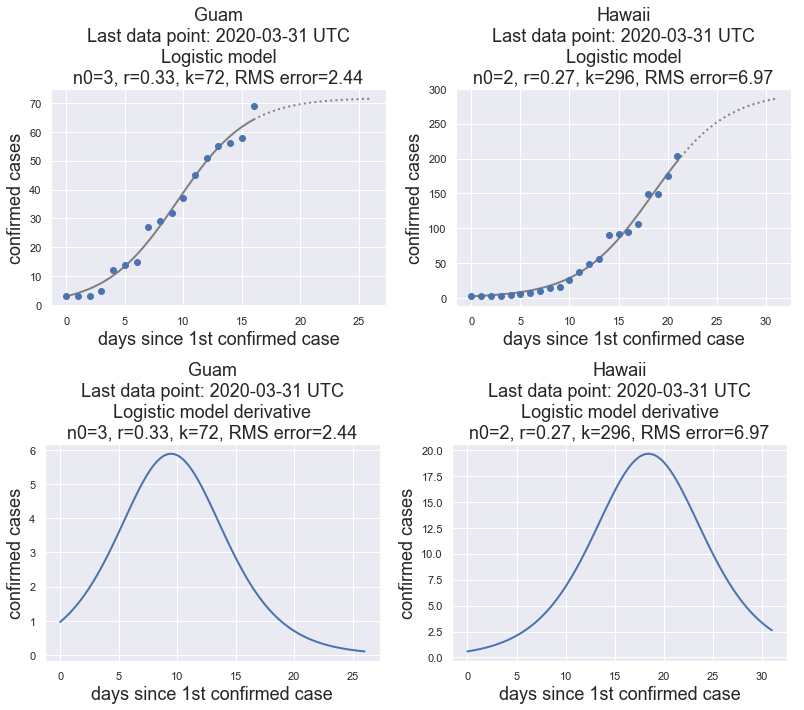 Guam
Last data point: 2020-03-31 UTC
Logistic model
n0=3, r=0.33, k=72, RMS error=2.44
70
60
50
40
30
20
10
0
confirmed cases
0 5 10 15 20 25
days since 1st confirmed case
Hawaii
Last data point: 2020-03-31 UTC
Logistic model
n0=2, r=0.27, k=296, RMS error=6.97
300
250
200
150
100
50
0
confirmed cases
0 5 10 15 20 25 30
days since 1st confirmed case
Guam
Last data point: 2020-03-31 UTC
Logistic model derivative
n0=3, r=0.33, k=72, RMS error=2.44
6
5
4
3
2
1
0
confirmed cases
0 5 10 15 20 25
days since 1st confirmed case
Hawaii
Last data point: 2020-03-31 UTC
Logistic model derivative
n0=2, r=0.27, k=296, RMS error=6.97
20.0
17.5
15.0
12.5
10.0
7.5
5.0
2.5
0.0
confirmed cases
0 5 10 15 20 25 30
days since 1st confirmed case